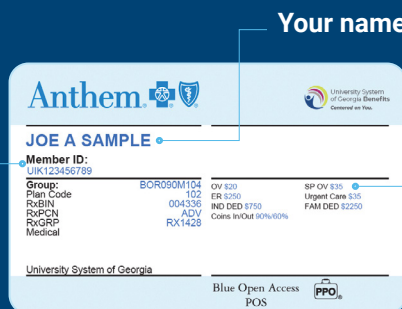 Your name
Anthem
University System
of Georgia Benefits
Centered on You.
JOE A SAMPLE
Member ID:
UIK123456789
Group: BOR090M104
Plan Code 102
RxBIN 004336
RxPCN ADV
RxGRP RX1428
Medical
OV $20 SP OV $35
ER $250 Urgent Care $35
IND DED $750 FAM DED $2250
Coins In/Out 90%/60%
University System of Georgia
Blue Open Access
POS
PPO®